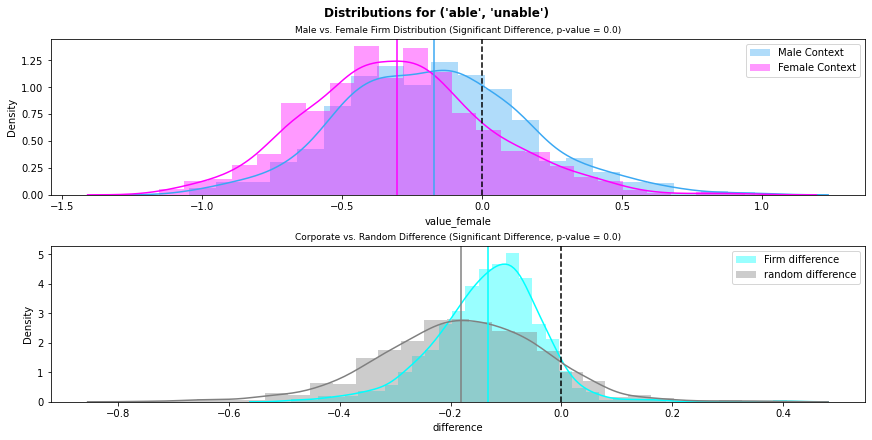 Distributions for ('able', 'unable')
Male vs. Female Firm Distribution (Significant Difference, p-value = 0.0)
Density
1.25
1.00
0.75
0.50
0.25
0.00
Male Context
Female Context
−1.5 −1.0 −0.5 0.0 0.5 1.0
value_female
Corporate vs. Random Difference (Significant Difference, p-value = 0.0)
Density
5
4
3
2
1
0
Firm difference
random difference
−0.8 −0.6 −0.4 −0.2 0.0 0.2 0.4
difference